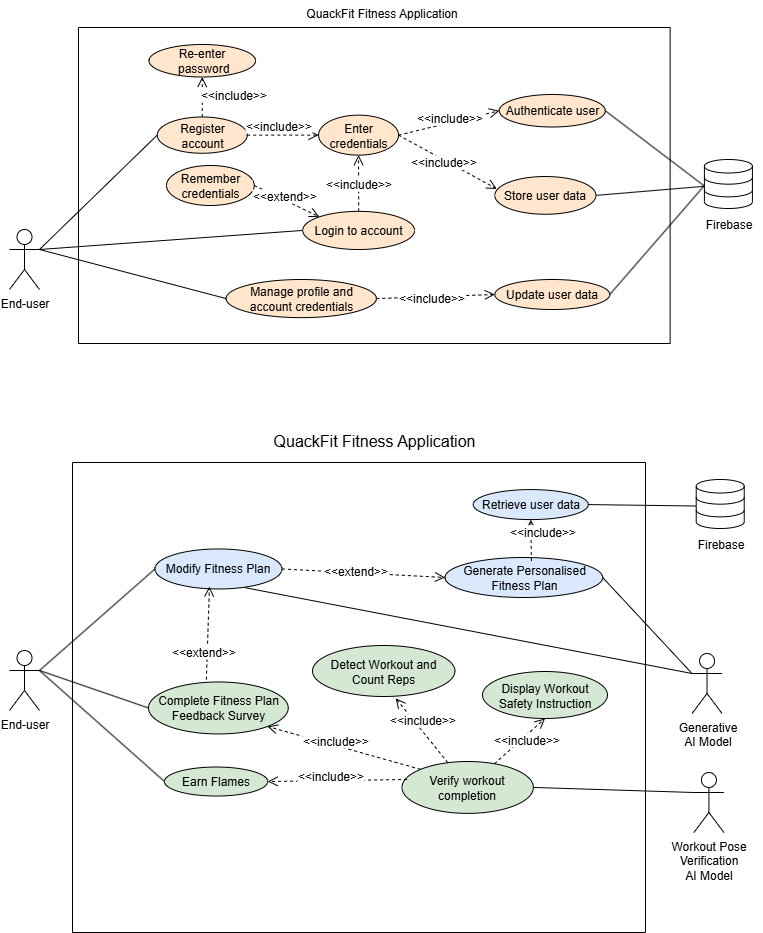 QuackFit Fitness Application
Re-enter
password
<<include>>
Register
account
<<include>>
Enter
credentials
<<include>>
Authenticate user
<<include>>
Remember
credentials
<<extend>>
<<include>>
Store user data
Login to account
Firebase
End-user
Manage profile and
account credentials
<<include>>
Update user data
QuackFit Fitness Application
Retrieve user data
<<include>>
Firebase
Modify Fitness Plan
<<extend>>
Generate Personalised
Fitness Plan
<<extend>>
Detect Workout and
Count Reps
Display Workout
Safety Instruction
End-user
Complete Fitness Plan
Feedback Survey
<<include>>
<<include>>
<<include>>
Generative
AI Model
Earn Flames
<<include>>
Verify workout
completion
Workout Pose
Verification
AI Model